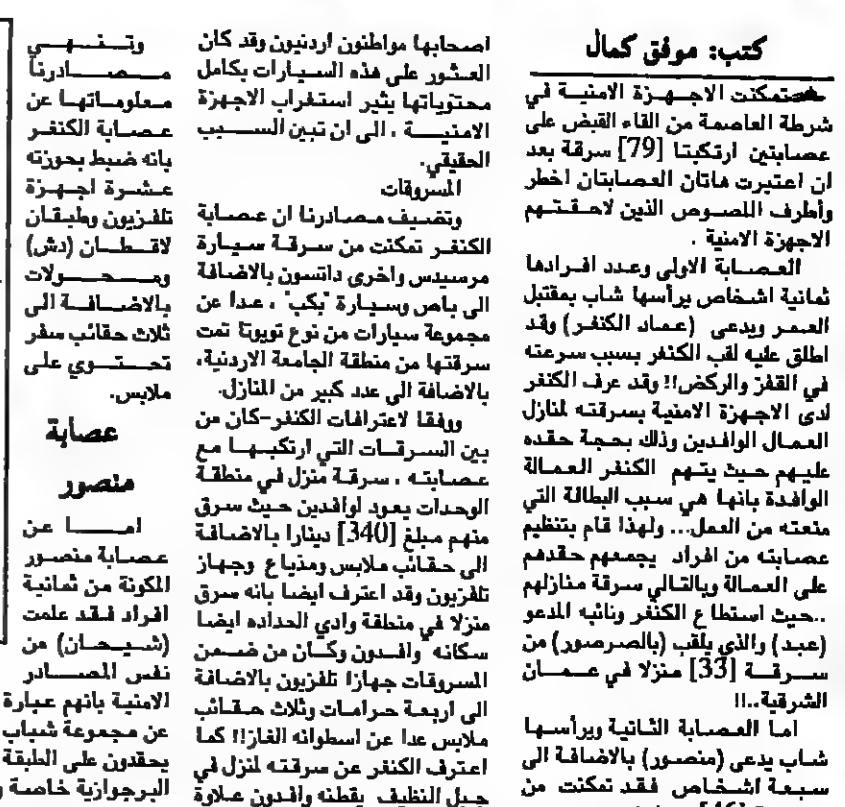 كتب: موفق كمال
تمكنت الاجهزة الامنية في
شرطة العاصمة من القاء القبض على
عصابتين ارتكبتا [79] سرقة بعد
ان اعتبرت هاتان العصابتان اخطر
وأطرف اللصوص الذين لاحقتهم
الاجهزة الامنية .
العصابة الاولى وعدد افرادها
ثمانية اشخاص يرأسها شاب بمقتبل
العمر ويدعى (عماد الكنغر) وقد
اطلق عليه لقب الكنغر بسبب سرعته
في القفز والركض!! وقد عرف الكنغر
لدى الاجهزة الامنية بسرقته لمنازل
العمال الوافدين وذلك بحجة حقده
عليهم حيث يتهم الكنغر العمالة
الوافدة بانها هي سبب البطالة التي
منعته من العمل... ولهذا قام بتنظيم
عصابته من افراد يجمعهم حقدهم
على العمالة وبالتالي سرقة منازلهم
..حيث استطاع الكنغر ونائبه المدعو
(عبد) والذي يلقب (بالصرصور) من
سرقة [33] منزلا في عمان
الشرقية..!!
اما العصابة الثانية ويرأسها
شاب يدعى (منصور) بالاضافة الى
سبعة اشخاص فقد تمكنت من
اصحابها مواطنون اردنيون وقد كان
العثور على هذه السيارات بكامل
محتوياتها يثير استغراب الاجهزة
الامنية ، الى ان تبين السبب
الحقيقي.
المسروقات
وتضيف مصادرنا ان عصابة
الكنغر تمكنت من سرقة سيارة
مرسيدس واخرى داتسون بالاضافة
الى باص وسيارة "بكب" ، عدا عن
مجموعة سيارات من نوع تويوتا تمت
سرقتها من منطقة الجامعة الاردنية،
بالاضافة الى عدد كبير من المنازل.
ووفقا لاعترافات الكنغر-كان من
بين السرقات التي ارتكبها مع
عصابته ، سرقة منزل في منطقة
الوحدات يعود لوافدين حيث سرق
منهم مبلغ [340] دينارا بالاضافة
الى حقائب ملابس ومذياع وجهاز
تلفزيون وقد اعترف ايضا بانه سرق
منزلا في منطقة وادي الحداده ايضا
سكانه وافدون وكان من ضمن
المسروقات جهازا تلفزيون بالاضافة
الى اربعة حرامات وثلاث حقائب
ملابس عدا عن اسطوانه الغاز!! كما
اعترف الكنغر عن سرقته لمنزل في
جبل النظيف يقطنه وافدون علاوة
وتنهي
مصادرنا
معلوماتها عن
عصابة الكنغر
بانه ضبط بحوزته
عشرة اجهزة
تلفزيون وطبقان
لاقطان (دش)
ومحولات
بالاضافة الى
ثلاث حقائب سفر
تحتوي على
ملابس.
عصابة
منصور
اما عن
عصابة منصور
المكونة من ثمانية
افراد فقد علمت
(شيحان) من
نفس المصادر
الامنية بانهم عبارة
عن مجموعة شباب
يحقدون على الطبقة
البرجوازية خاصة